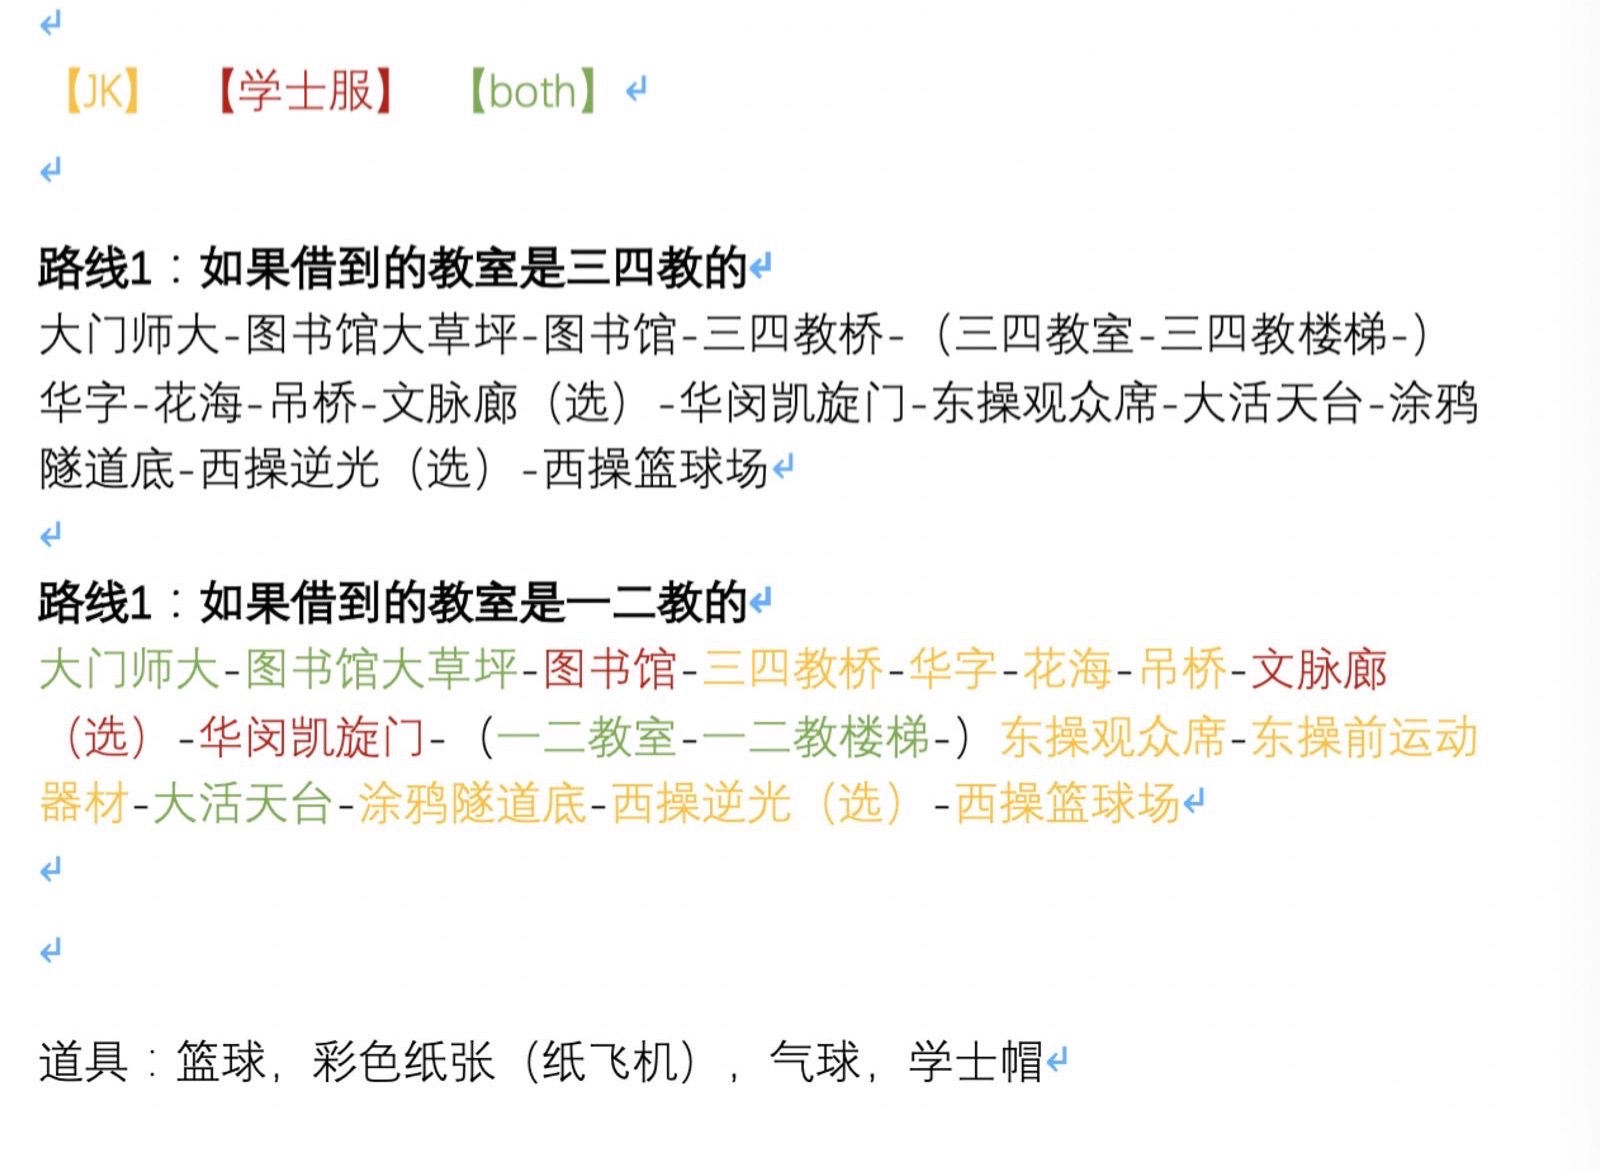 【JK】 【学士服】 【both】
路线1：如果借到的教室是三四教的
大门师大-图书馆大草坪-图书馆-三四教桥-（三四教室-三四教楼梯-）
华字-花海-吊桥-文脉廊（选）-华闵凯旋门-东操观众席-大活天台-涂鸦
隧道底-西操逆光（选）-西操篮球场
路线1：如果借到的教室是一二教的
大门师大-图书馆大草坪-图书馆-三四教桥-华字-花海-吊桥-文脉廊
（选）-华闵凯旋门-（一二教室-一二教楼梯-）东操观众席-东操前运动
器材-大活天台-涂鸦隧道底-西操逆光（选）-西操篮球场
道具：篮球，彩色纸张（纸飞机），气球，学士帽